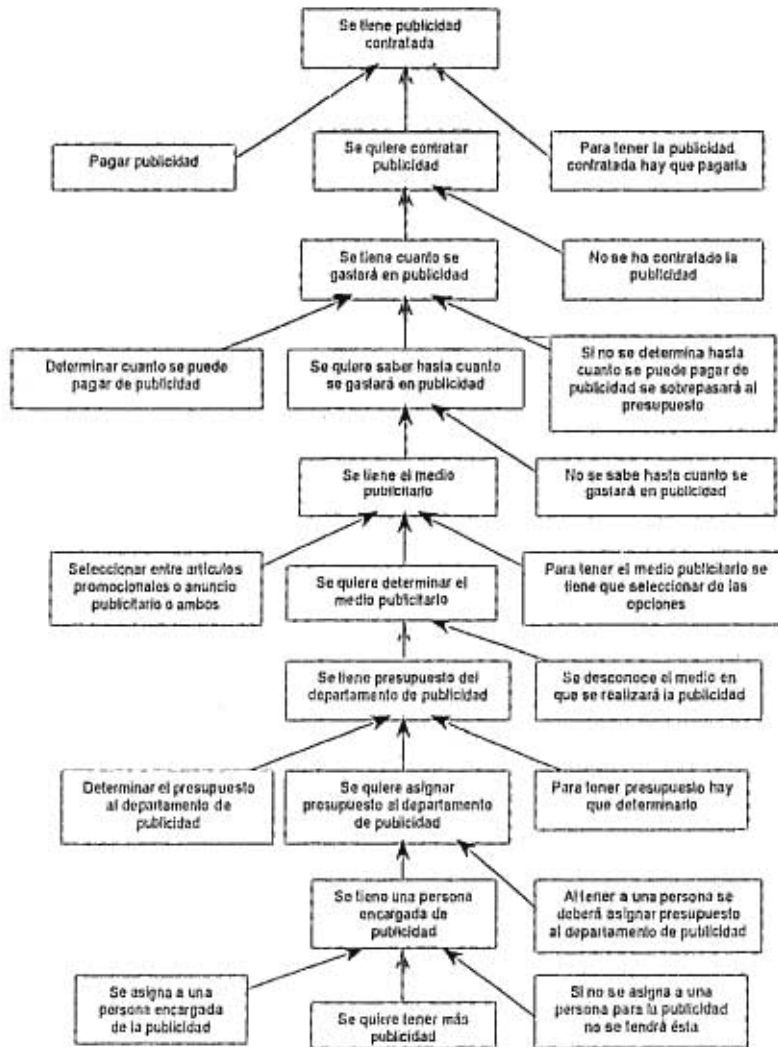 Se tiene publicidad
contratada
Pagar publicidad
Se quiere contratar
publicidad
Para tener la publicidad
contratada hay que pagarla
Se tiene cuanto se
gastará en publicidad
No se ha contratado la
publicidad
Determinar cuanto se puede
pagar de publicidad
Se quiere saber hasta cuanto
se gastará en publicidad
Si no se determina hasta
cuanto se puede pagar de
publicidad se sobrepasará al
presupuesto
Se tiene el medio
publicitario
No se sabe hasta cuanto se
gastará en publicidad
Seleccionar entre artículos
promocionales o anuncio
publicitario o ambos
Se quiere determinar el
medio publicitario
Para tener el medio publicitario se
tiene que seleccionar de las
opciones
Se tiene presupuesto del
departamento de publicidad
Se desconoce el medio en
que se realizará la publicidad
Determinar el presupuesto
al departamento de
publicidad
Se quiere asignar
presupuesto al departamento
de publicidad
Para tener presupuesto hay
que determinarlo
Se tiene una persona
encargada de
publicidad
Al tener a una persona se
deberá asignar presupuesto
al departamento de publicidad
Se asigna a una
persona encargada
de la publicidad
Se quiere tener más
publicidad
Si no se asigna a una
persona para la publicidad
no se tendrá ésta